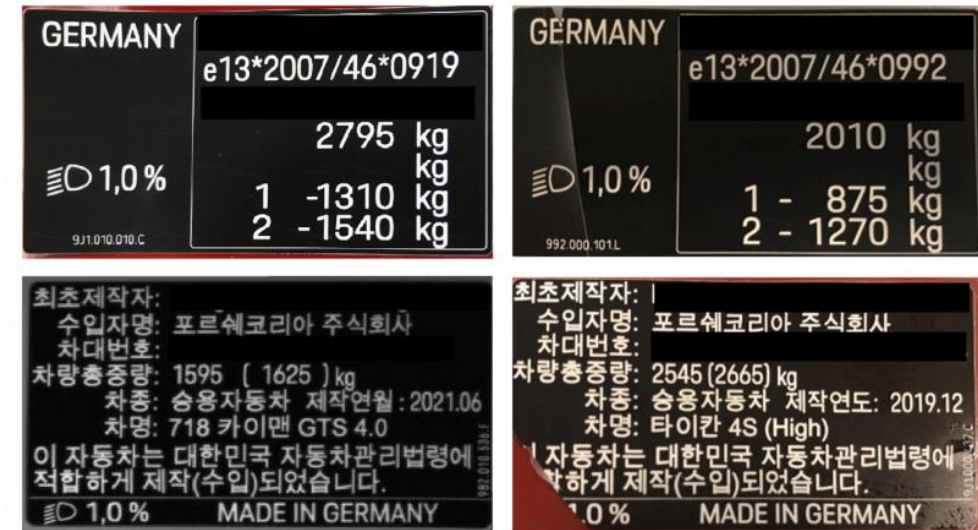 GERMANY
e13*2007/46*0919
2795 kg
kg
1,0 %
1 -1310 kg
2 -1540 kg
9J1.010.010.C
GERMANY
e13*2007/46*0992
2010 kg
kg
1,0 %
1 - 875 kg
2 - 1270 kg
992.000.101.L
최초제작자:
수입자명: 포르쉐코리아 주식회사
차대번호:
차량총중량: 1595 ( 1625 ) kg
차종: 승용자동차 제작연월 : 2021.06
차명: 718 카이맨 GTS 4.0
이 자동차는 대한민국 자동차관리법령에
적합하게 제작(수입)되었습니다.
1,0 % MADE IN GERMANY
최초제작자:
수입자명: 포르쉐코리아 주식회사
차대번호:
차량총중량: 2545 (2665) kg
차종: 승용자동차 제작연도: 2019.12
차명: 타이칸 4S (High)
자동차는 대한민국 자동차관리법령에
하게 제작(수입)되었습니다.
.0 % MADE IN GERMANY